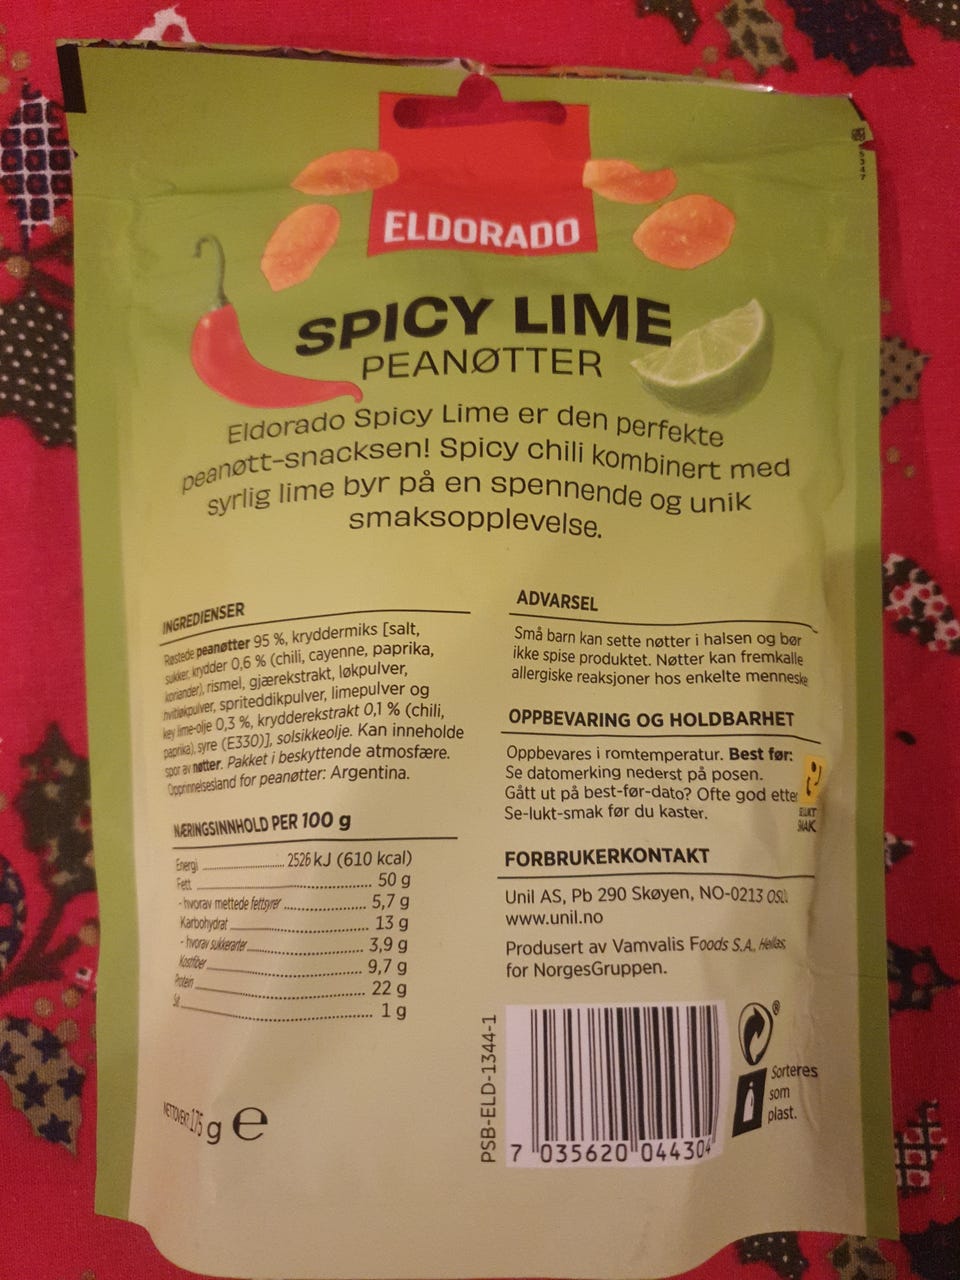 5347
ELDORADO
SPICY LIME
PEANØTTER
Eldorado Spicy Lime er den perfekte
peanøtt-snacksen! Spicy chili kombinert med
syrlig lime byr på en spennende og unik
smaksopplevelse.
INGREDIENSER
Røstede peanøtter 95 %, kryddermiks [salt,
sukker, krydder 0,6 % (chili, cayenne, paprika,
koriander), rismel, gjærekstrakt, løkpulver,
hvitløkpulver, spriteddikpulver, limepulver og
key lime-olje 0,3 %, krydderekstrakt 0,1 % (chili,
paprika), syre (E330)], solsikkeolje. Kan inneholde
spor av nøtter. Pakket i beskyttende atmosfære.
Opprinnelsesland for peanøtter: Argentina.
NÆRINGSINNHOLD PER 100 g
Energi 2526 kJ (610 kcal)
Fett 50 g
- hvorav mettede fettsyrer 5,7 g
Karbohydrat 13 g
- hvorav sukkerarter 3,9 g
Kostfiber 9,7 g
Protein 22 g
1 g
NETTOVEKT: 175 g e
ADVARSEL
Små barn kan sette nøtter i halsen og bør
ikke spise produktet. Nøtter kan fremkalle
allergiske reaksjoner hos enkelte menneske
OPPBEVARING OG HOLDBARHET
Oppbevares i romtemperatur. Best før:
Se datomerking nederst på posen.
Gått ut på best-før-dato? Ofte god etter
Se-lukt-smak før du kaster.
FORBRUKERKONTAKT
Unil AS, Pb 290 Skøyen, NO-0213 OSL
www.unil.no
Produsert av Vamvalis Foods S.A., Hellas
for NorgesGruppen.
PSB-ELD-1344-1
7 035620 044304
®
Sorteres
som
plast.